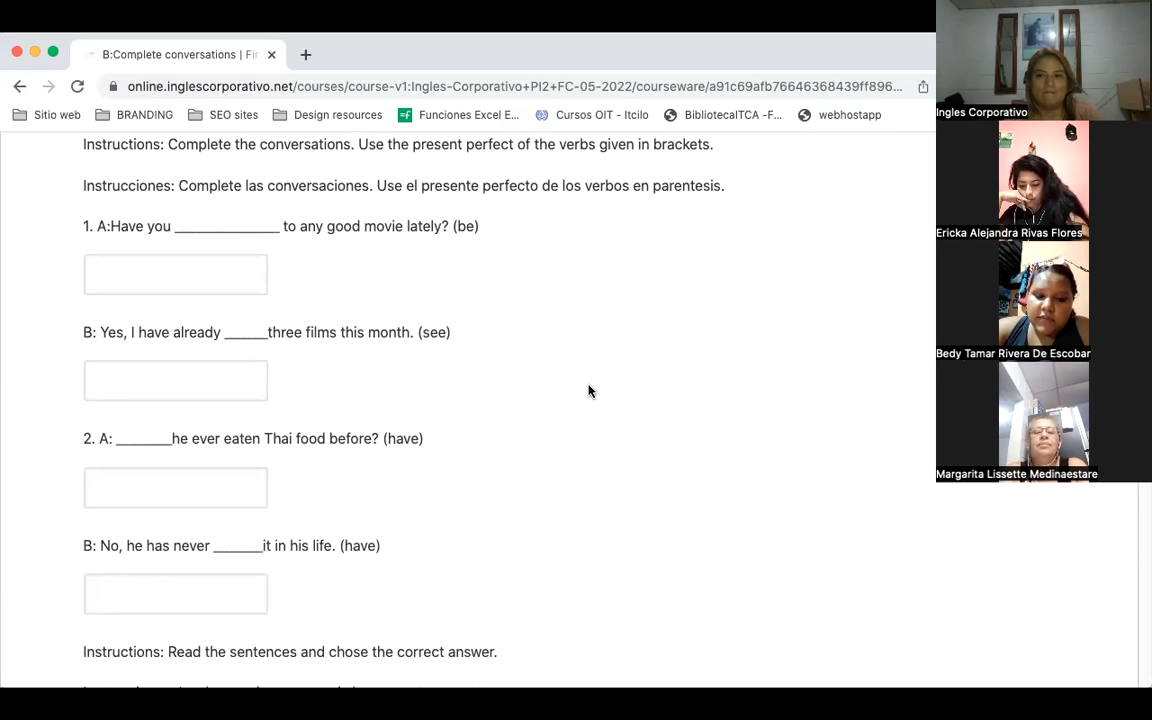 B:Complete conversations | Fir
online.inglescorporativo.net/courses/course-v1:Ingles-Corporativo+PI2+FC-05-2022/courseware/a91c69afb76646368439ff896...
Sitio web
BRANDING
SEO sites
Design resources
Funciones Excel E...
Cursos OIT - Itcilo
BibliotecaITCA -F...
webhostapp
Instructions: Complete the conversations. Use the present perfect of the verbs given in brackets.
Instrucciones: Complete las conversaciones. Use el presente perfecto de los verbos en parentesis.
1. A:Have you ______________ to any good movie lately? (be)
B: Yes, I have already ______three films this month. (see)
2. A: ________he ever eaten Thai food before? (have)
B: No, he has never _______it in his life. (have)
Instructions: Read the sentences and chose the correct answer.
Ingles Corporativo
Ericka Alejandra Rivas Flores
Bedy Tamar Rivera De Escobar
Margarita Lissette Medinaestare